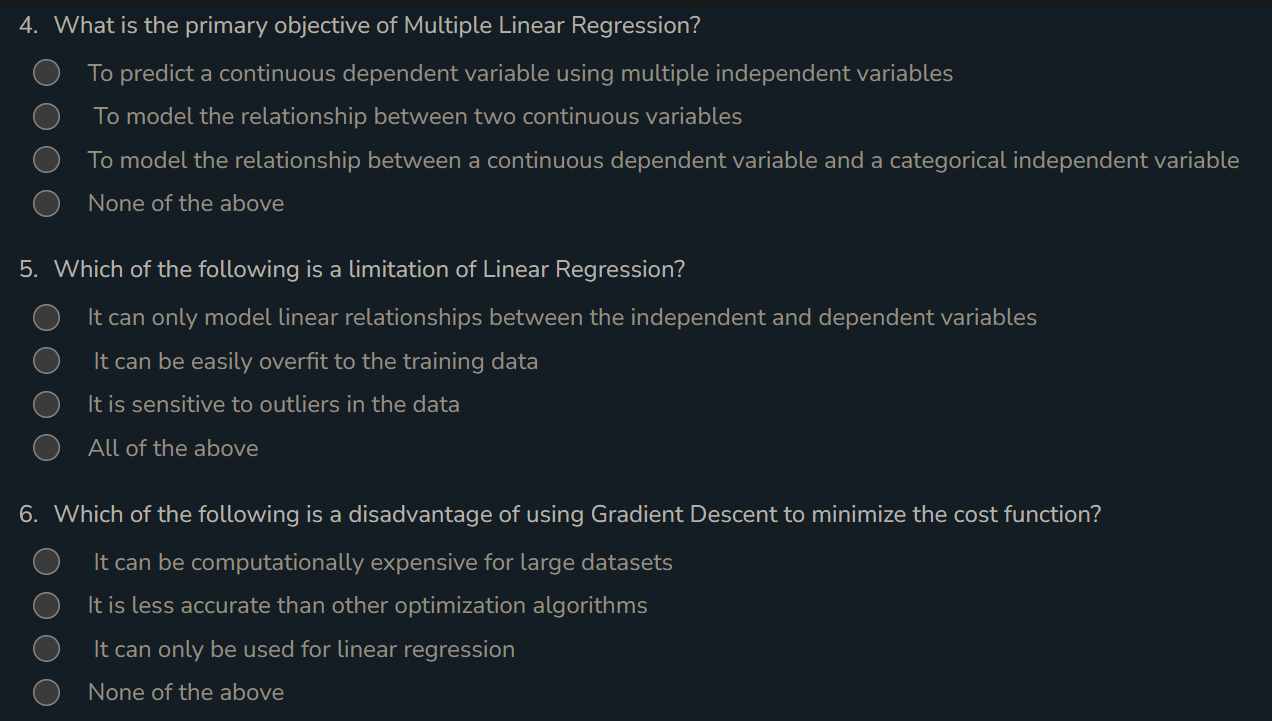 4. What is the primary objective of Multiple Linear Regression?
To predict a continuous dependent variable using multiple independent variables
To model the relationship between two continuous variables
To model the relationship between a continuous dependent variable and a categorical independent variable
None of the above
5. Which of the following is a limitation of Linear Regression?
It can only model linear relationships between the independent and dependent variables
It can be easily overfit to the training data
It is sensitive to outliers in the data
All of the above
6. Which of the following is a disadvantage of using Gradient Descent to minimize the cost function?
It can be computationally expensive for large datasets
It is less accurate than other optimization algorithms
It can only be used for linear regression
None of the above